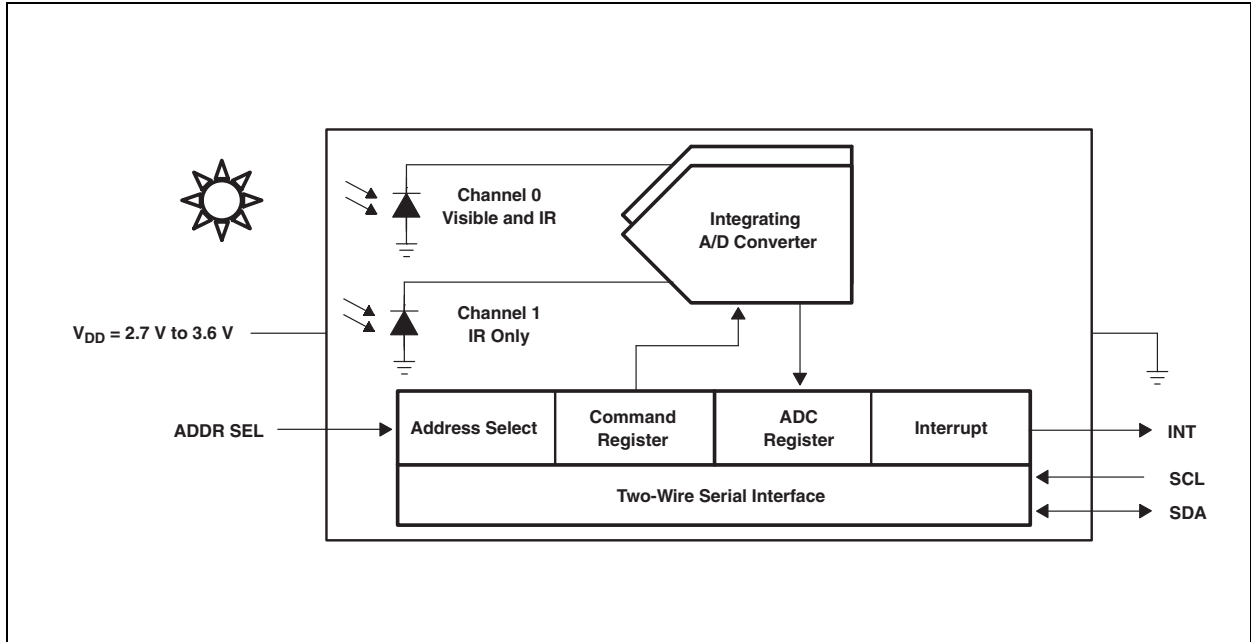 Channel 0
Visible and IR
Integrating
A/D Converter
Channel 1
IR Only
VDD = 2.7 V to 3.6 V
ADDR SEL
Address Select
Command
Register
ADC
Register
Interrupt
INT
Two-Wire Serial Interface
SCL
SDA